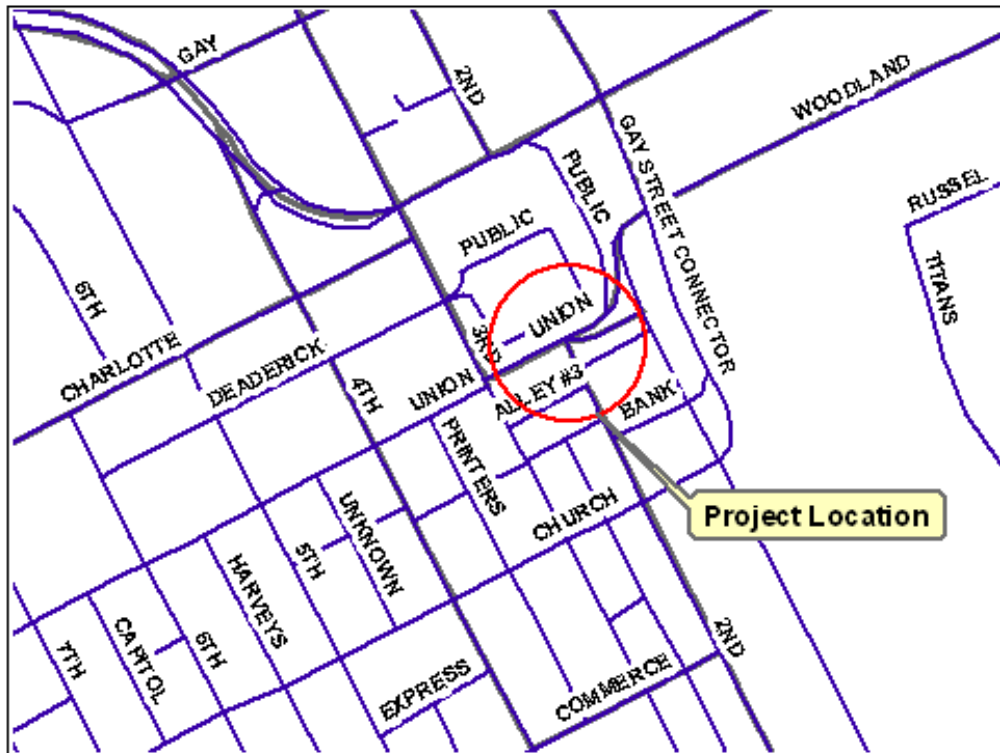 GAY
2ND
WOODLAND
GAY STREET CONNECTOR
PUBLIC
PUBLIC
RUSSEL
TITANS
6TH
UNION
3RD
CHARLOTTE
DEADERICK
4TH
UNION
ALLEY #3
BANK
PRINTERS
UNKNOWN
CHURCH
Project Location
5TH
HARVEYS
CAPITOL
6TH
7TH
EXPRESS
COMMERCE
2ND